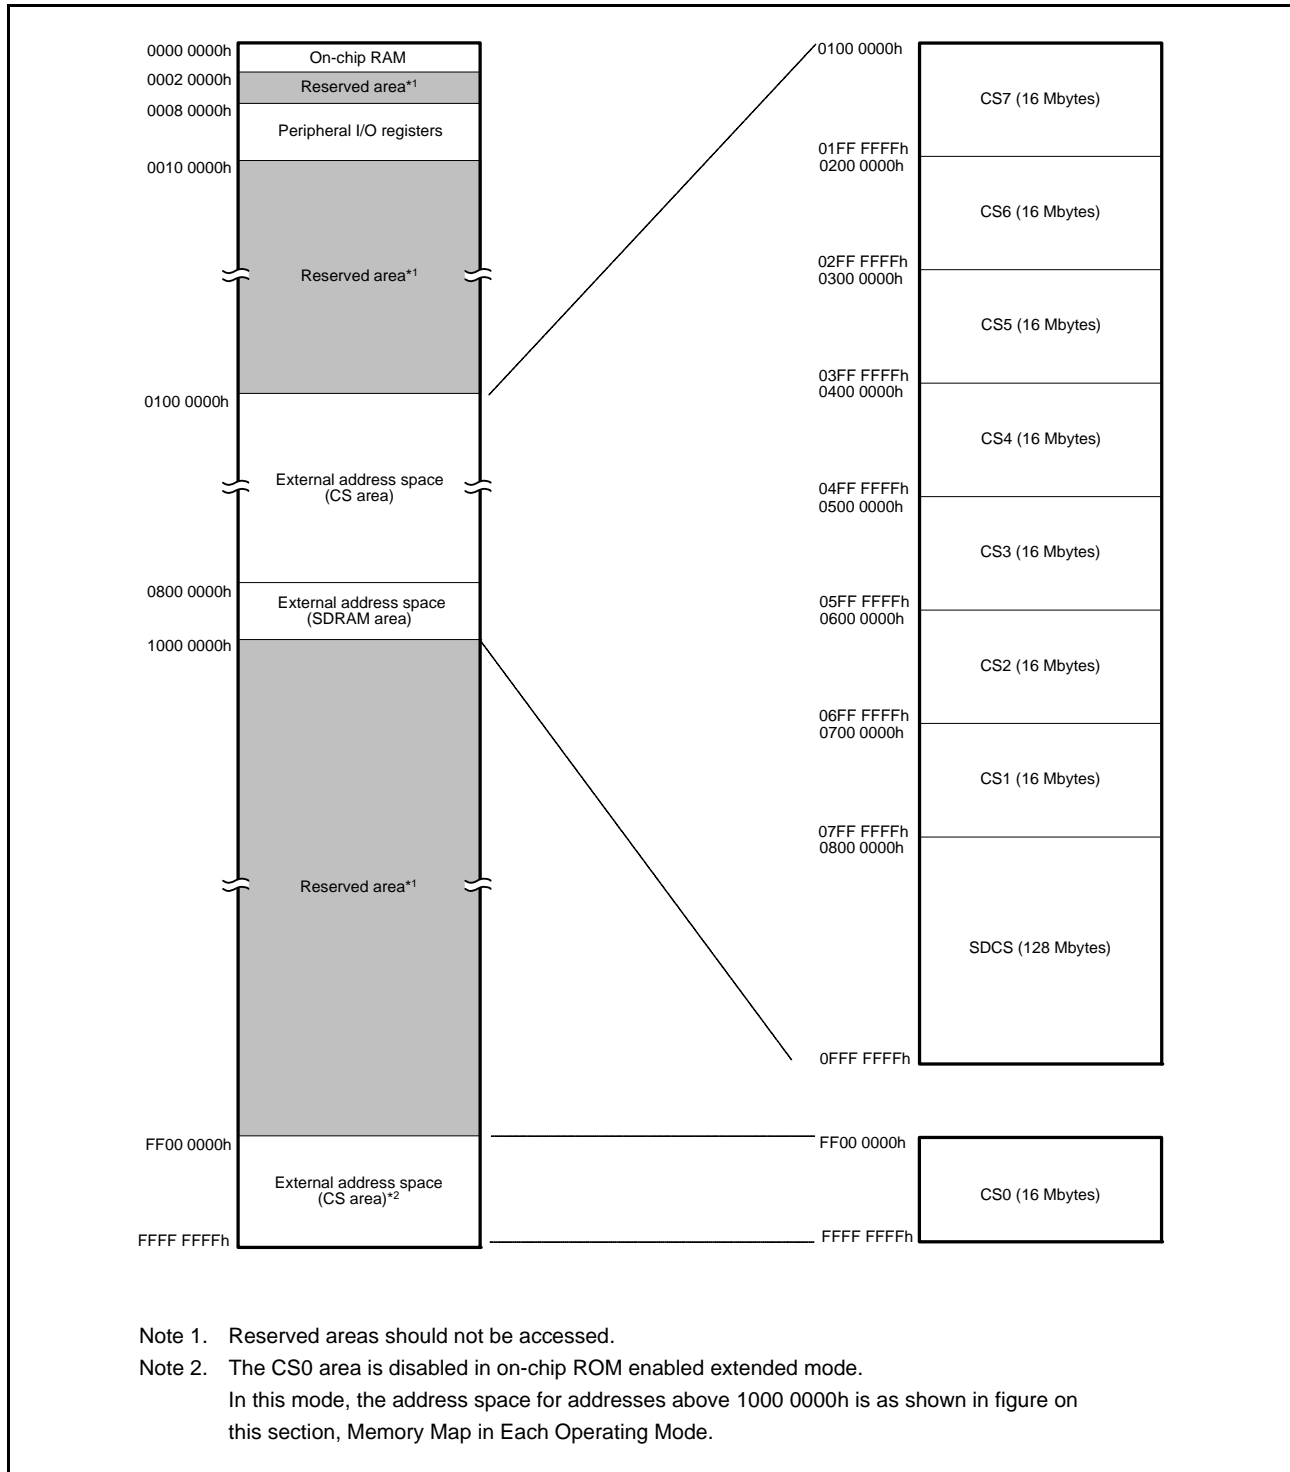 0000 0000h
On-chip RAM
0002 0000h
Reserved area*1
0008 0000h
Peripheral I/O registers
0010 0000h
Reserved area*1
0100 0000h
External address space
(CS area)
0800 0000h
External address space
(SDRAM area)
1000 0000h
Reserved area*1
FF00 0000h
External address space
(CS area)*2
FFFF FFFFh
0100 0000h
CS7 (16 Mbytes)
01FF FFFFh
0200 0000h
CS6 (16 Mbytes)
02FF FFFFh
0300 0000h
CS5 (16 Mbytes)
03FF FFFFh
0400 0000h
CS4 (16 Mbytes)
04FF FFFFh
0500 0000h
CS3 (16 Mbytes)
05FF FFFFh
0600 0000h
CS2 (16 Mbytes)
06FF FFFFh
0700 0000h
CS1 (16 Mbytes)
07FF FFFFh
0800 0000h
SDCS (128 Mbytes)
0FFF FFFFh
FF00 0000h
CS0 (16 Mbytes)
FFFF FFFFh
Note 1. Reserved areas should not be accessed.
Note 2. The CS0 area is disabled in on-chip ROM enabled extended mode.
In this mode, the address space for addresses above 1000 0000h is as shown in figure on
this section, Memory Map in Each Operating Mode.